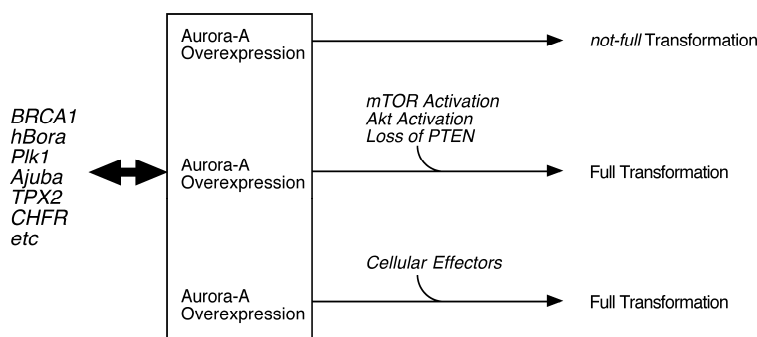 BRCA1
hBora
Plk1
Ajuba
TPX2
CHFR
etc
Aurora-A
Overexpression
not-full Transformation
Aurora-A
Overexpression
mTOR Activation
Akt Activation
Loss of PTEN
Full Transformation
Aurora-A
Overexpression
Cellular Effectors
Full Transformation